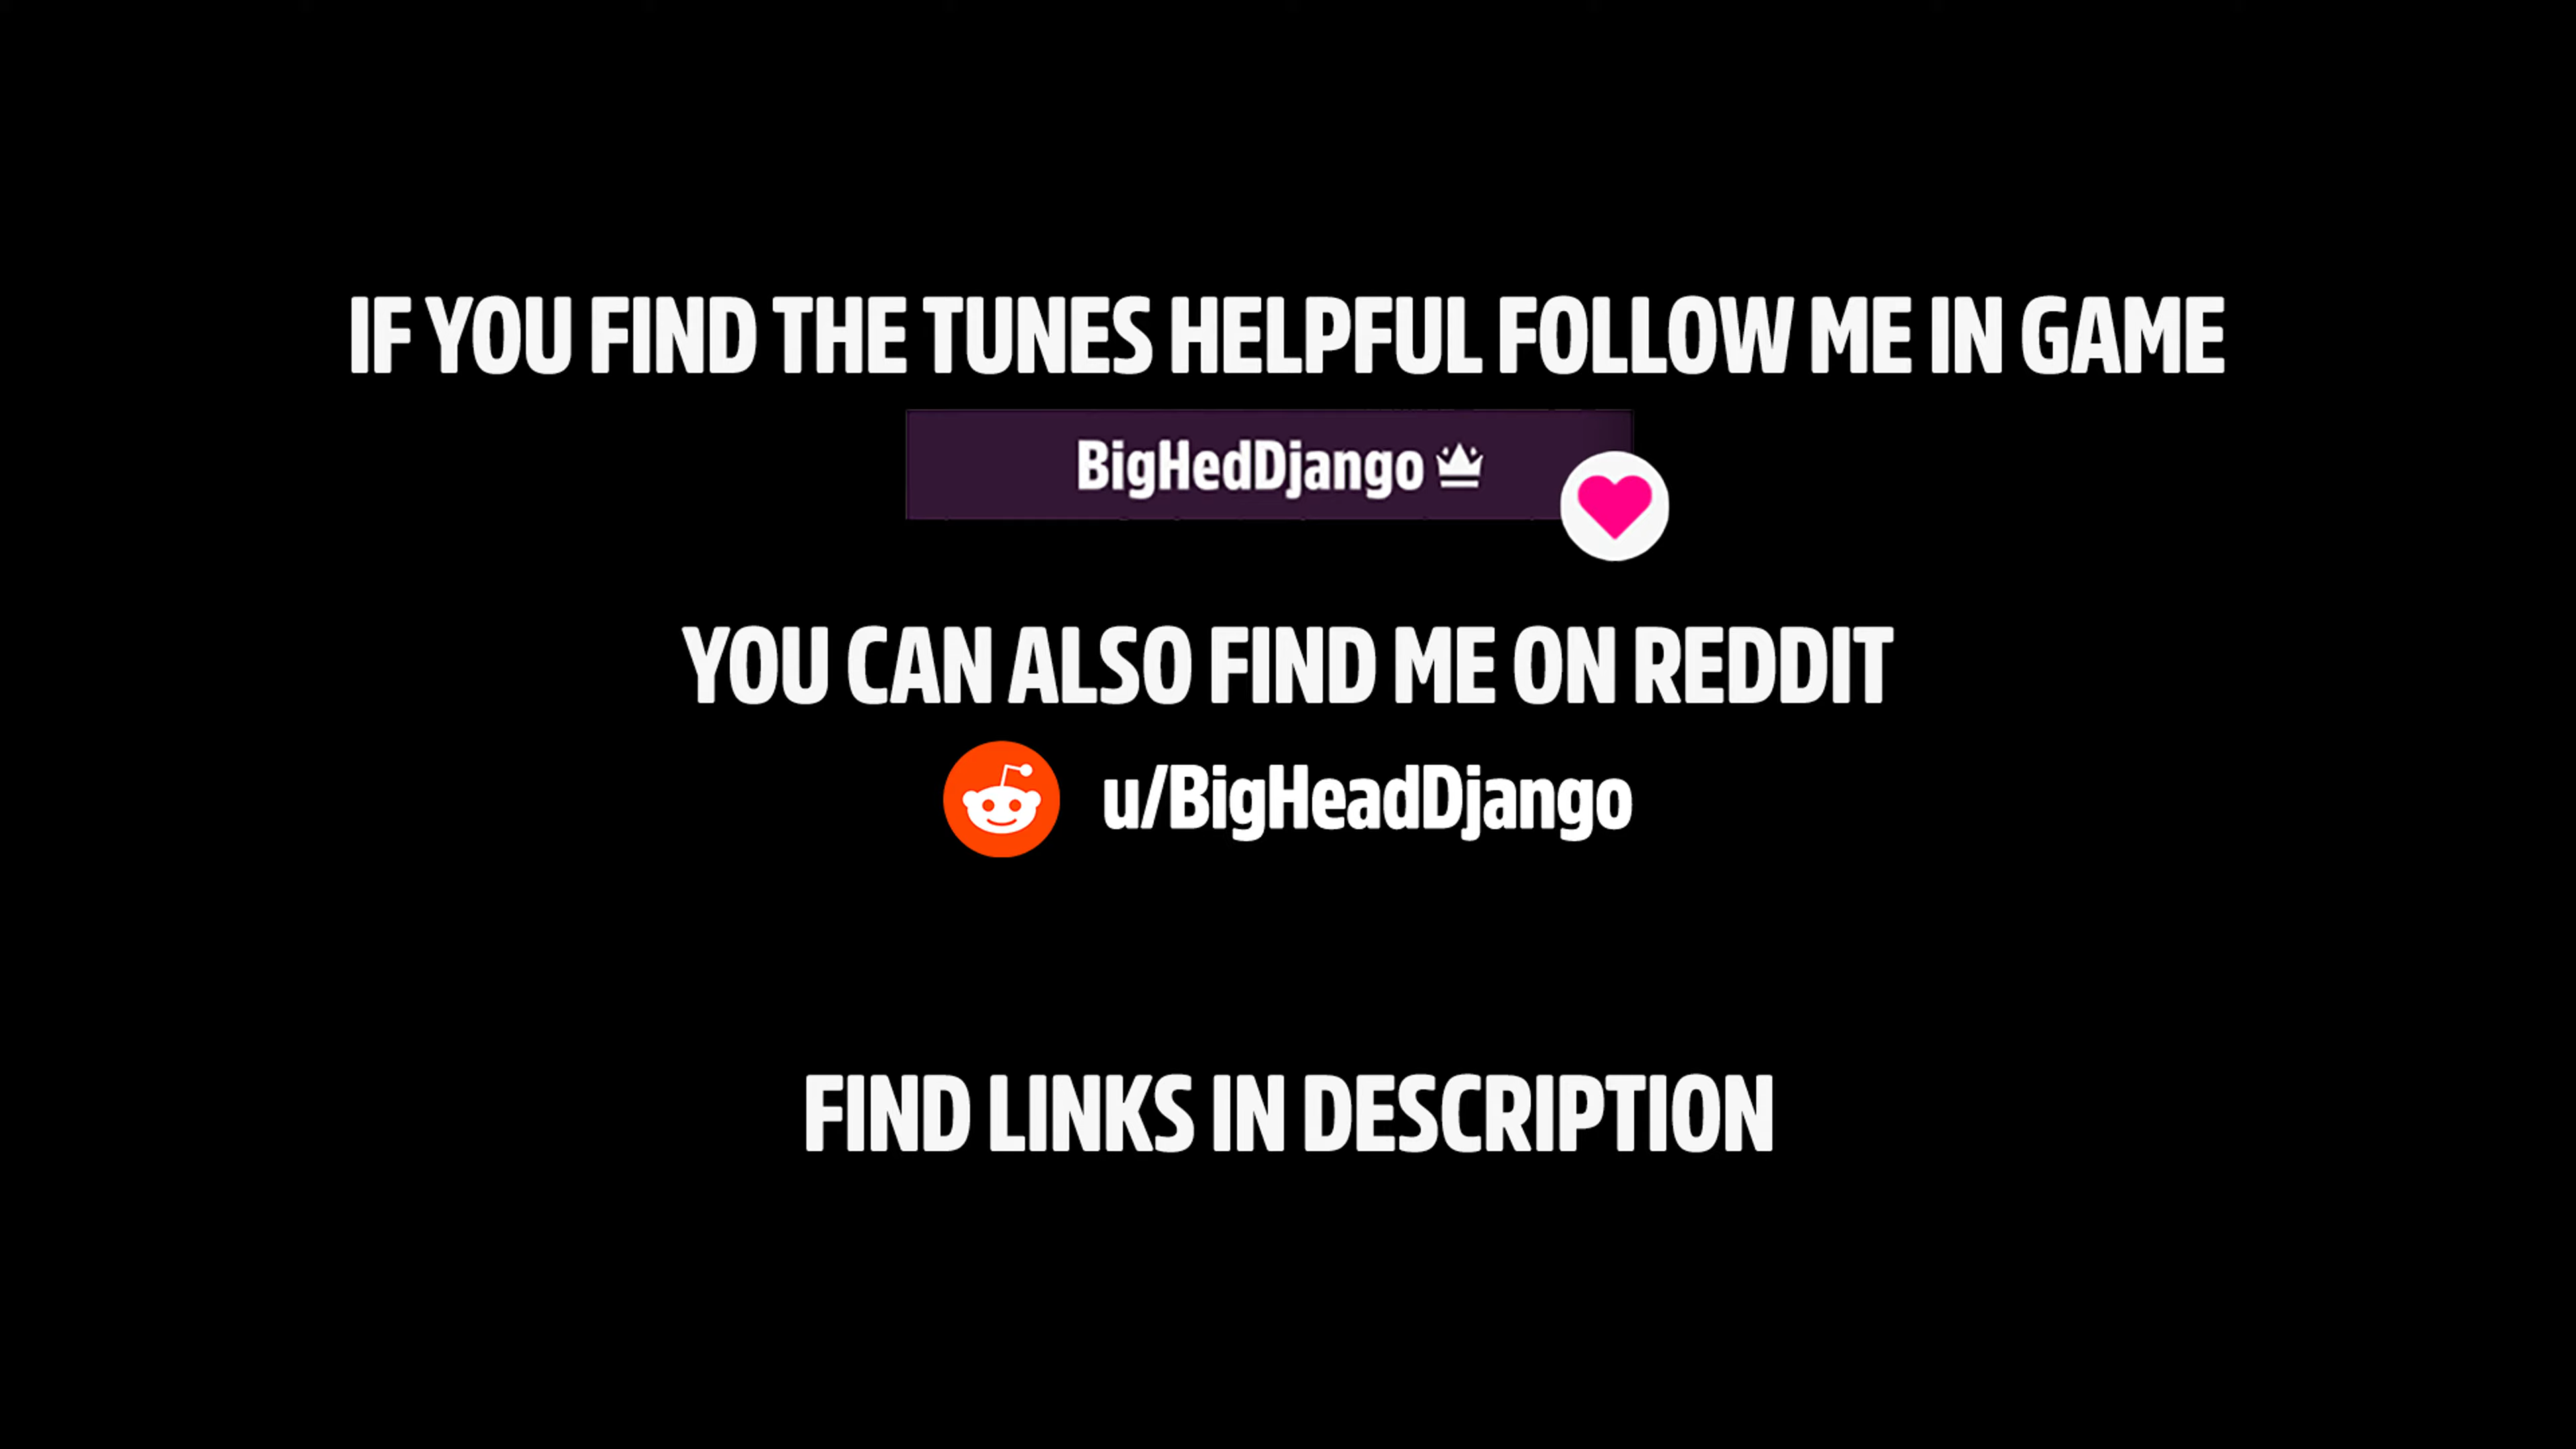 IF YOU FIND THE TUNES HELPFUL FOLLOW ME IN GAME
BigHedDjango
YOU CAN ALSO FIND ME ON REDDIT
u/BigHeadDjango
FIND LINKS IN DESCRIPTION